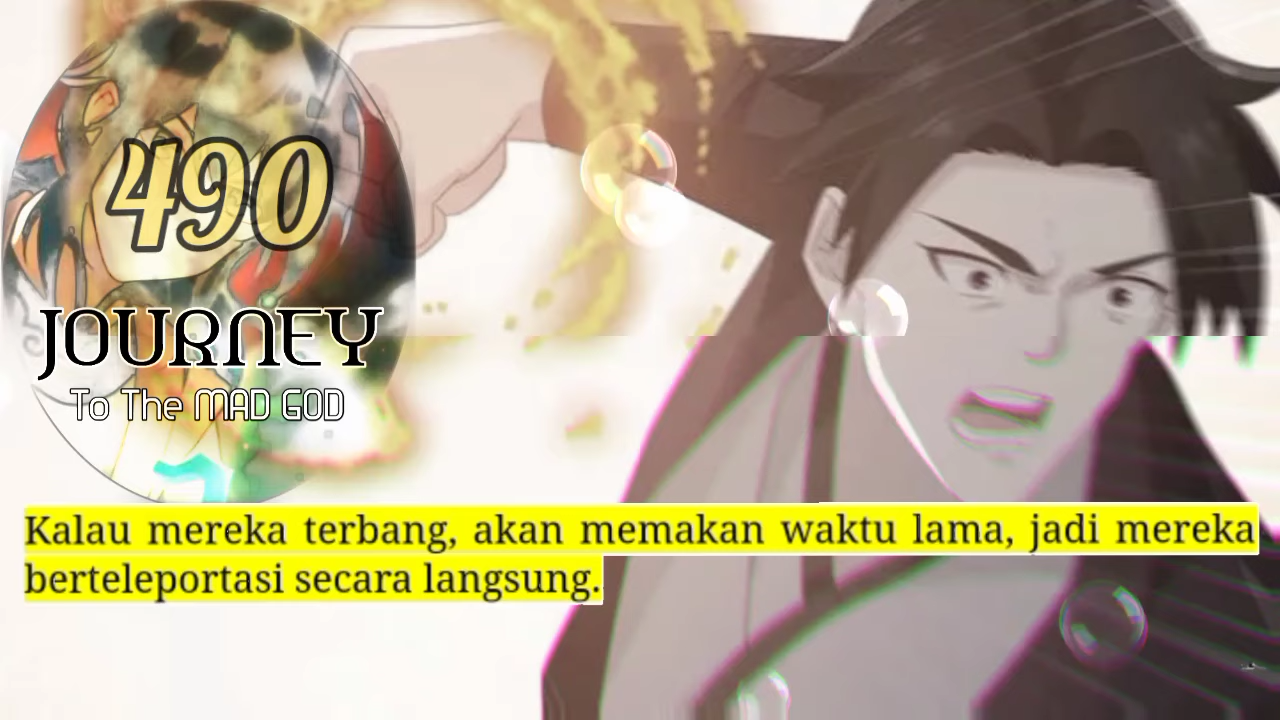 490
JOURNEY
To The MAD GOD
Kalau mereka terbang, akan memakan waktu lama, jadi mereka
berteleportasi secara langsung.